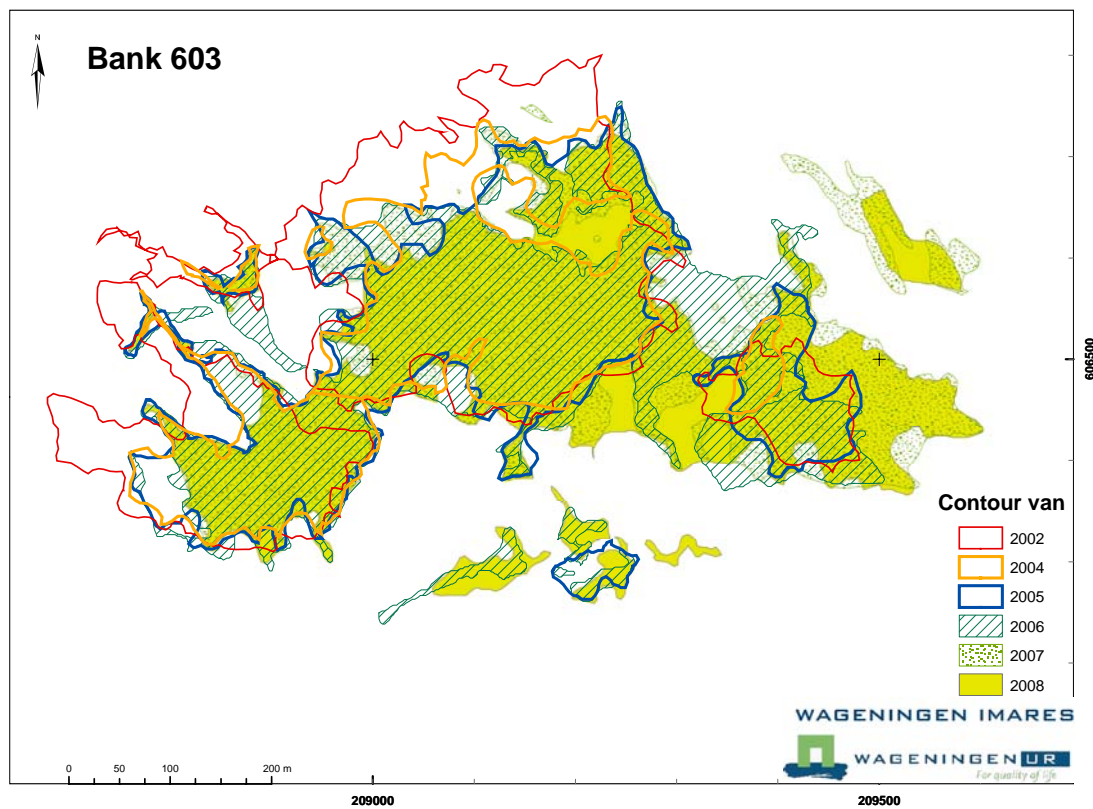 N
Bank 603
606500
Contour van
2002
2004
2005
2006
2007
2008
WAGENINGEN IMARES
WAGENINGEN UR
For quality of life
0 50 100 200 m
209000 209500